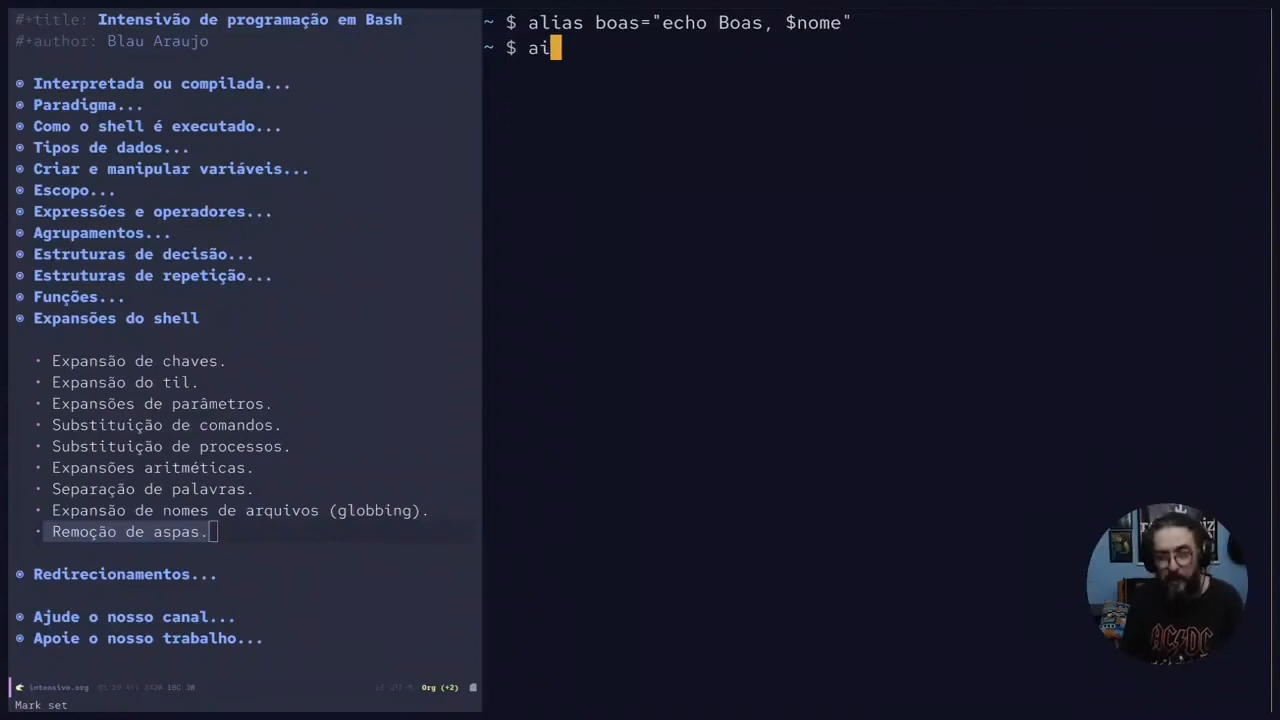 #+title: Intensivão de programação em Bash
#+author: Blau Araujo
Interpretada ou compilada...
Paradigma...
Como o shell é executado...
Tipos de dados...
Criar e manipular variáveis...
Escopo...
Expressões e operadores...
Agrupamentos...
Estruturas de decisão...
Estruturas de repetição...
Funções...
Expansões do shell
Expansão de chaves.
Expansão do til.
Expansões de parâmetros.
Substituição de comandos.
Substituição de processos.
Expansões aritméticas.
Separação de palavras.
Expansão de nomes de arquivos (globbing).
Remoção de aspas.
Redirecionamentos...
Ajude o nosso canal...
Apoie o nosso trabalho...
intensivo.org
Org (+2)
Mark set
~ $ alias boas="echo Boas, $nome"
~ $ ai
AC/DC